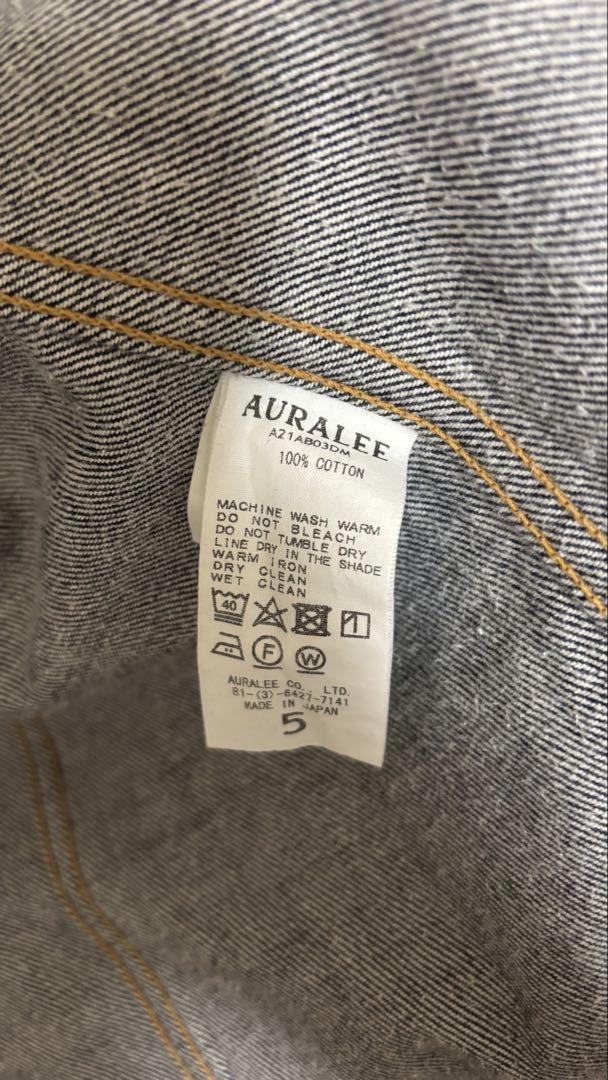 AURALEE
A21AB03DM
100% COTTON
MACHINE WASH WARM
DO NOT BLEACH
DO NOT TUMBLE DRY
LINE DRY IN THE SHADE
WARM IRON
DRY CLEAN
WET CLEAN
40
F W
AURALEE CO., LTD.
81-(3)-6427-7141
MADE IN JAPAN
5